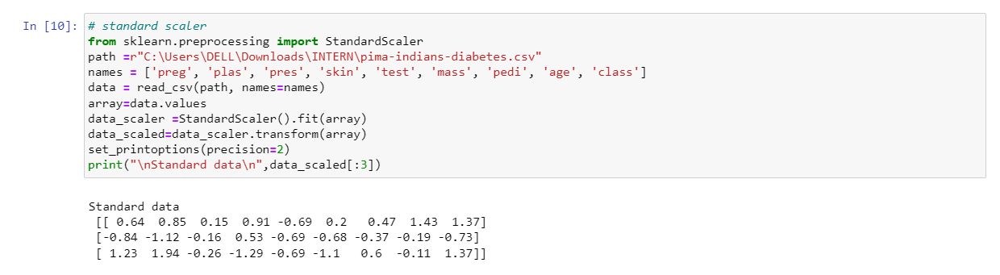 In [10]: # standard scaler
from sklearn.preprocessing import StandardScaler
path =r"C:\Users\DELL\Downloads\INTERN\pima-indians-diabetes.csv"
names = ['preg', 'plas', 'pres', 'skin', 'test', 'mass', 'pedi', 'age', 'class']
data = read_csv(path, names=names)
array=data.values
data_scaler =StandardScaler().fit(array)
data_scaled=data_scaler.transform(array)
set_printoptions(precision=2)
print("\nStandard data\n",data_scaled[:3])
Standard data
 [[ 0.64  0.85  0.15  0.91 -0.69  0.2   0.47  1.43  1.37]
 [-0.84 -1.12 -0.16  0.53 -0.69 -0.68 -0.37 -0.19 -0.73]
 [ 1.23  1.94 -0.26 -1.29 -0.69 -1.1   0.6  -0.11  1.37]]